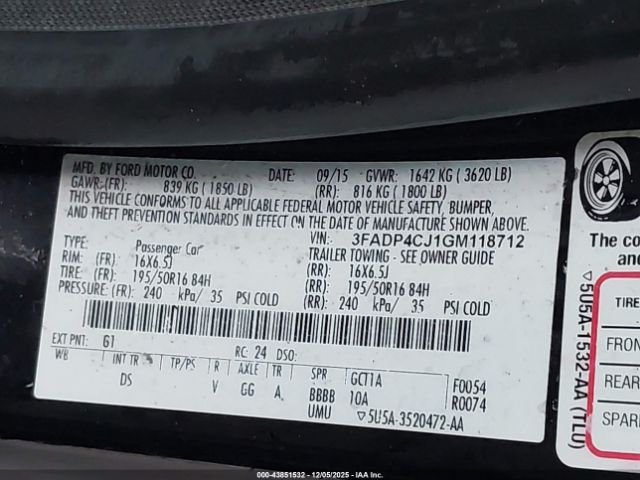 MFD. BY FORD MOTOR CO. DATE: 09/15 GVWR: 1642 KG ( 3620 LB)
GAWR: (FR): 839 KG ( 1850 LB) (RR): 816 KG ( 1800 LB)
THIS VEHICLE CONFORMS TO ALL APPLICABLE FEDERAL MOTOR VEHICLE SAFETY, BUMPER,
AND THEFT PREVENTION STANDARDS IN EFFECT ON THE DATE OF MANUFACTURE SHOWN ABOVE.
VIN: 3FADP4CJ1GM118712
TYPE: Passenger Car TRAILER TOWING - SEE OWNER GUIDE
RIM: (FR) 16X6.5J (RR) 16X6.5J
TIRE: (FR) 195/50R16 84H (RR) 195/50R16 84H
PRESSURE: (FR) 240 kPa/ 35 PSI COLD (RR) 240 kPa/ 35 PSI COLD
EXT PNT: G1 RC: 24 DSO:
WB INT TR TP/PS R AXLE TR SPR GC11A F0054
DS V GG A BBBB 10A R0074
UMU ▽5U5A-3520472-AA
The co
and
▽5U5A-1532-AA (TLU)
TIRE
FRON
REAR
SPARE
000-43851532 - 12/05/2025 - COPYRIGHT IAA, Inc.